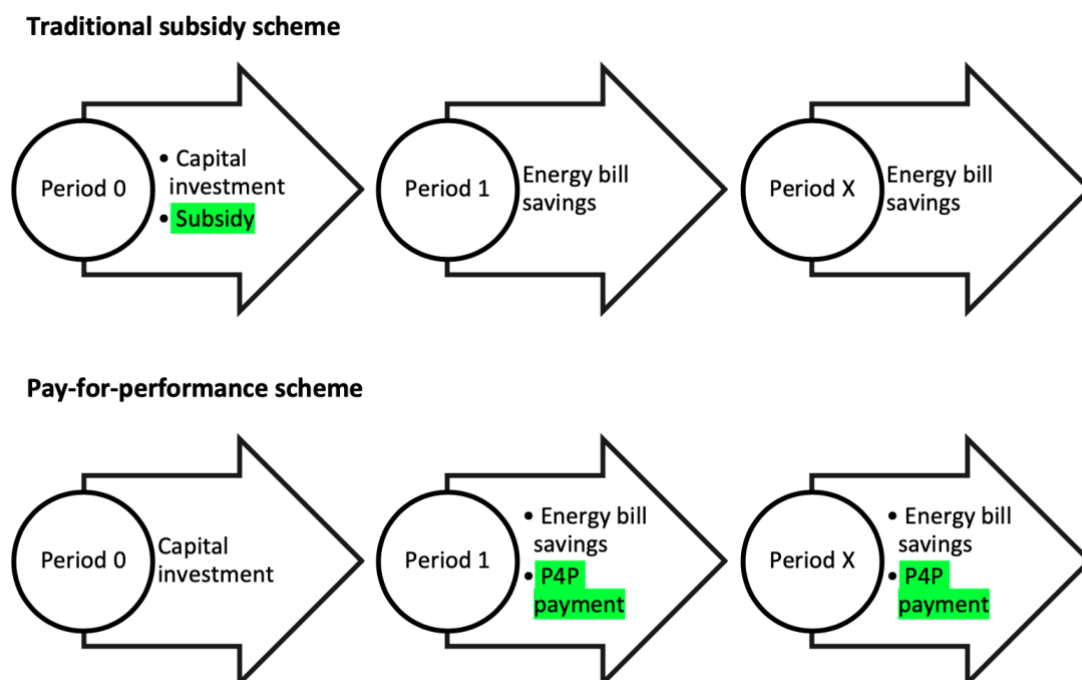 Traditional subsidy scheme
Period 0
• Capital
investment
• Subsidy
Period 1
Energy bill
savings
Period X
Energy bill
savings
Pay-for-performance scheme
Period 0
Capital
investment
Period 1
• Energy bill
savings
• P4P
payment
Period X
• Energy bill
savings
• P4P
payment